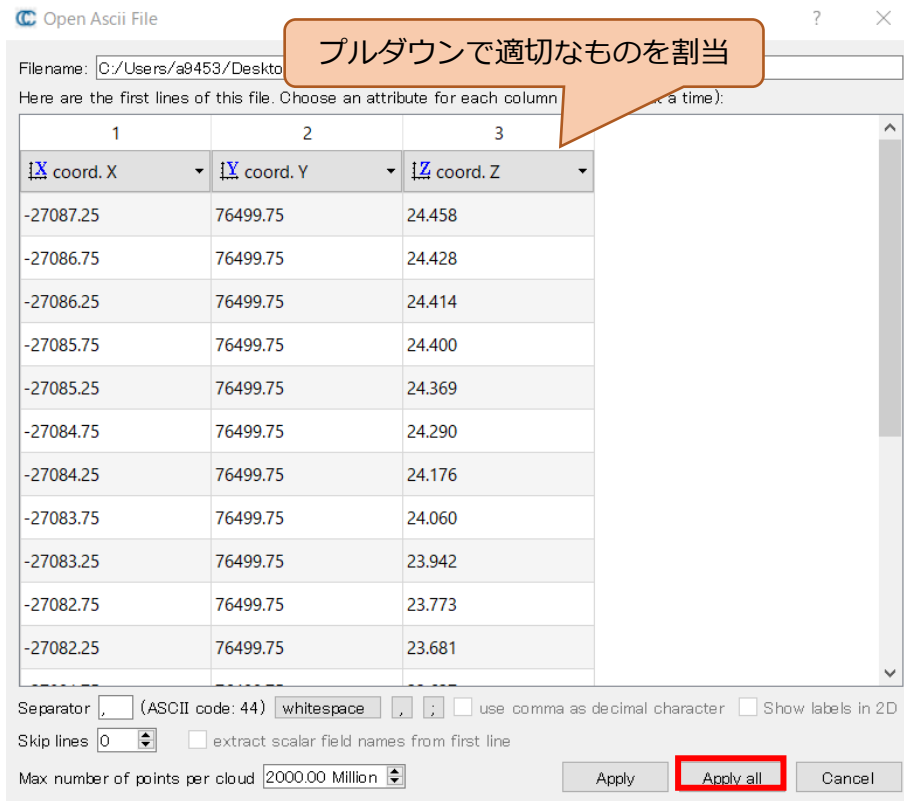 Open Ascii File
プルダウンで適切なものを割当
Filename: C:/Users/a9453/Deskto
Here are the first lines of this file. Choose an attribute for each column a time):
1 2 3
X coord. X Y coord. Y Z coord. Z
-27087.25 76499.75 24.458
-27086.75 76499.75 24.428
-27086.25 76499.75 24.414
-27085.75 76499.75 24.400
-27085.25 76499.75 24.369
-27084.75 76499.75 24.290
-27084.25 76499.75 24.176
-27083.75 76499.75 24.060
-27083.25 76499.75 23.942
-27082.75 76499.75 23.773
-27082.25 76499.75 23.681
Separator , (ASCII code: 44) whitespace , ; use comma as decimal character Show labels in 2D
Skip lines 0 extract scalar field names from first line
Max number of points per cloud 2000.00 Million Apply Apply all Cancel